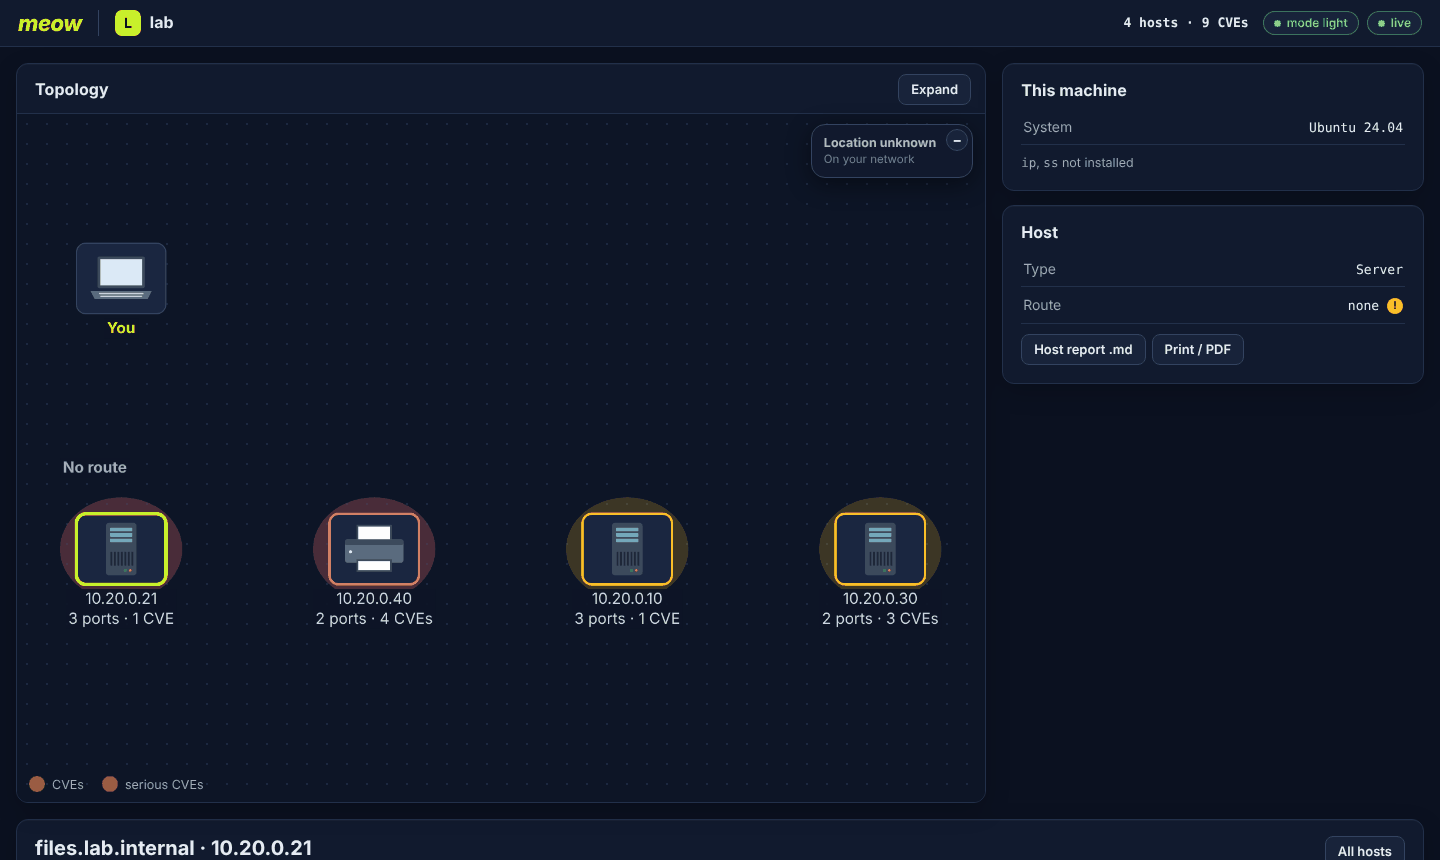 meow
L lab
4 hosts · 9 CVEs
mode light
live
Topology
Expand
Location unknown
On your network
You
No route
10.20.0.21
3 ports · 1 CVE
10.20.0.40
2 ports · 4 CVEs
10.20.0.10
3 ports · 1 CVE
10.20.0.30
2 ports · 3 CVEs
CVEs
serious CVEs
This machine
System Ubuntu 24.04
ip, ss not installed
Host
Type Server
Route none !
Host report .md
Print / PDF
files.lab.internal · 10.20.0.21
All hosts